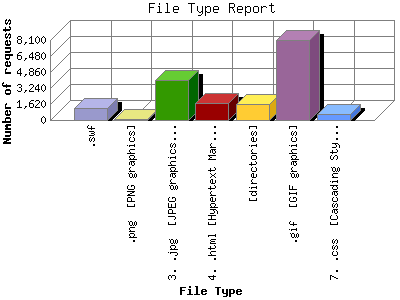 File Type Report
Number of requests
8,100
6,480
4,860
3,240
1,620
0
.swf
.png [PNG graphics]
3. .jpg [JPEG graphics...
4. .html [Hypertext Mar...
[directories]
.gif [GIF graphics]
7. .css [Cascading Sty...
File Type